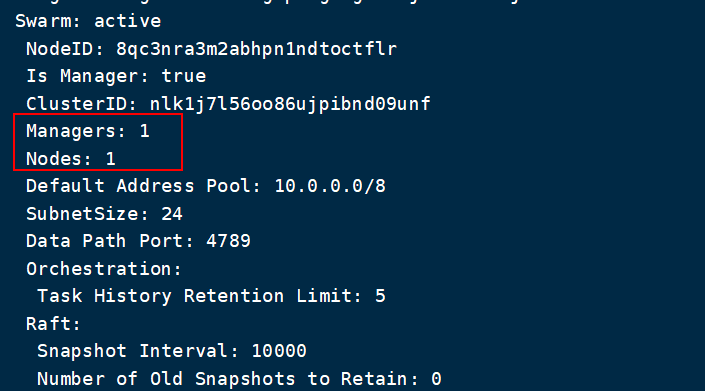 Swarm: active
NodeID: 8qc3nra3m2abhpn1ndtoctflr
Is Manager: true
ClusterID: nlk1j7l56oo86ujpibnd09unf
Managers: 1
Nodes: 1
Default Address Pool: 10.0.0.0/8
SubnetSize: 24
Data Path Port: 4789
Orchestration:
Task History Retention Limit: 5
Raft:
Snapshot Interval: 10000
Number of Old Snapshots to Retain: 0